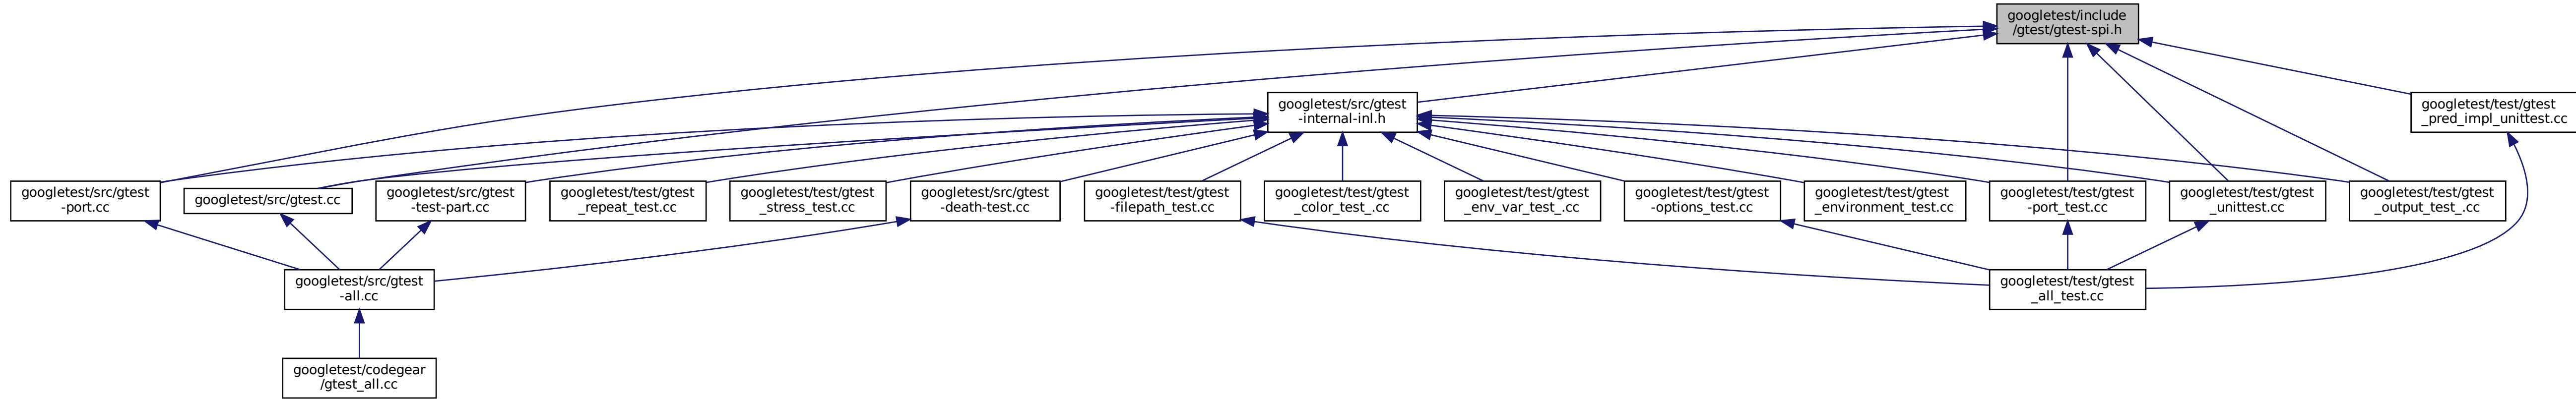 googletest/include
/gtest/gtest-spi.h
googletest/src/gtest
-internal-inl.h
googletest/test/gtest
_pred_impl_unittest.cc
googletest/src/gtest
-port.cc
googletest/src/gtest.cc
googletest/src/gtest
-test-part.cc
googletest/test/gtest
_repeat_test.cc
googletest/test/gtest
_stress_test.cc
googletest/src/gtest
-death-test.cc
googletest/test/gtest
-filepath_test.cc
googletest/test/gtest
_color_test_.cc
googletest/test/gtest
_env_var_test_.cc
googletest/test/gtest
-options_test.cc
googletest/test/gtest
_environment_test.cc
googletest/test/gtest
-port_test.cc
googletest/test/gtest
_unittest.cc
googletest/test/gtest
_output_test_.cc
googletest/src/gtest
-all.cc
googletest/test/gtest
_all_test.cc
googletest/codegear
/gtest_all.cc